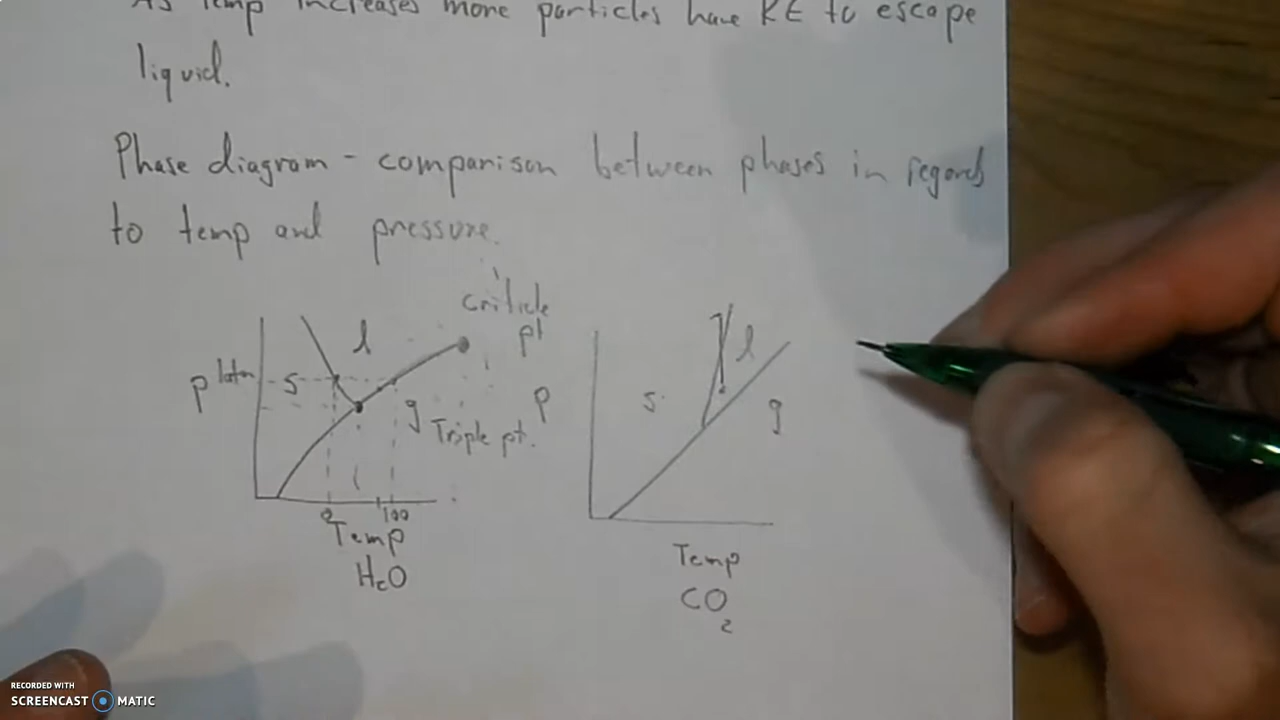 As Temp increases more particles have KE to escape
liquid.
Phase diagram - comparison between phases in regards
to temp and pressure.
criticle
pt
l
P 1atm
s
g
Triple pt.
0
100
Temp
H2O
P
s
l
g
Temp
CO2
RECORDED WITH
SCREENCAST MATIC